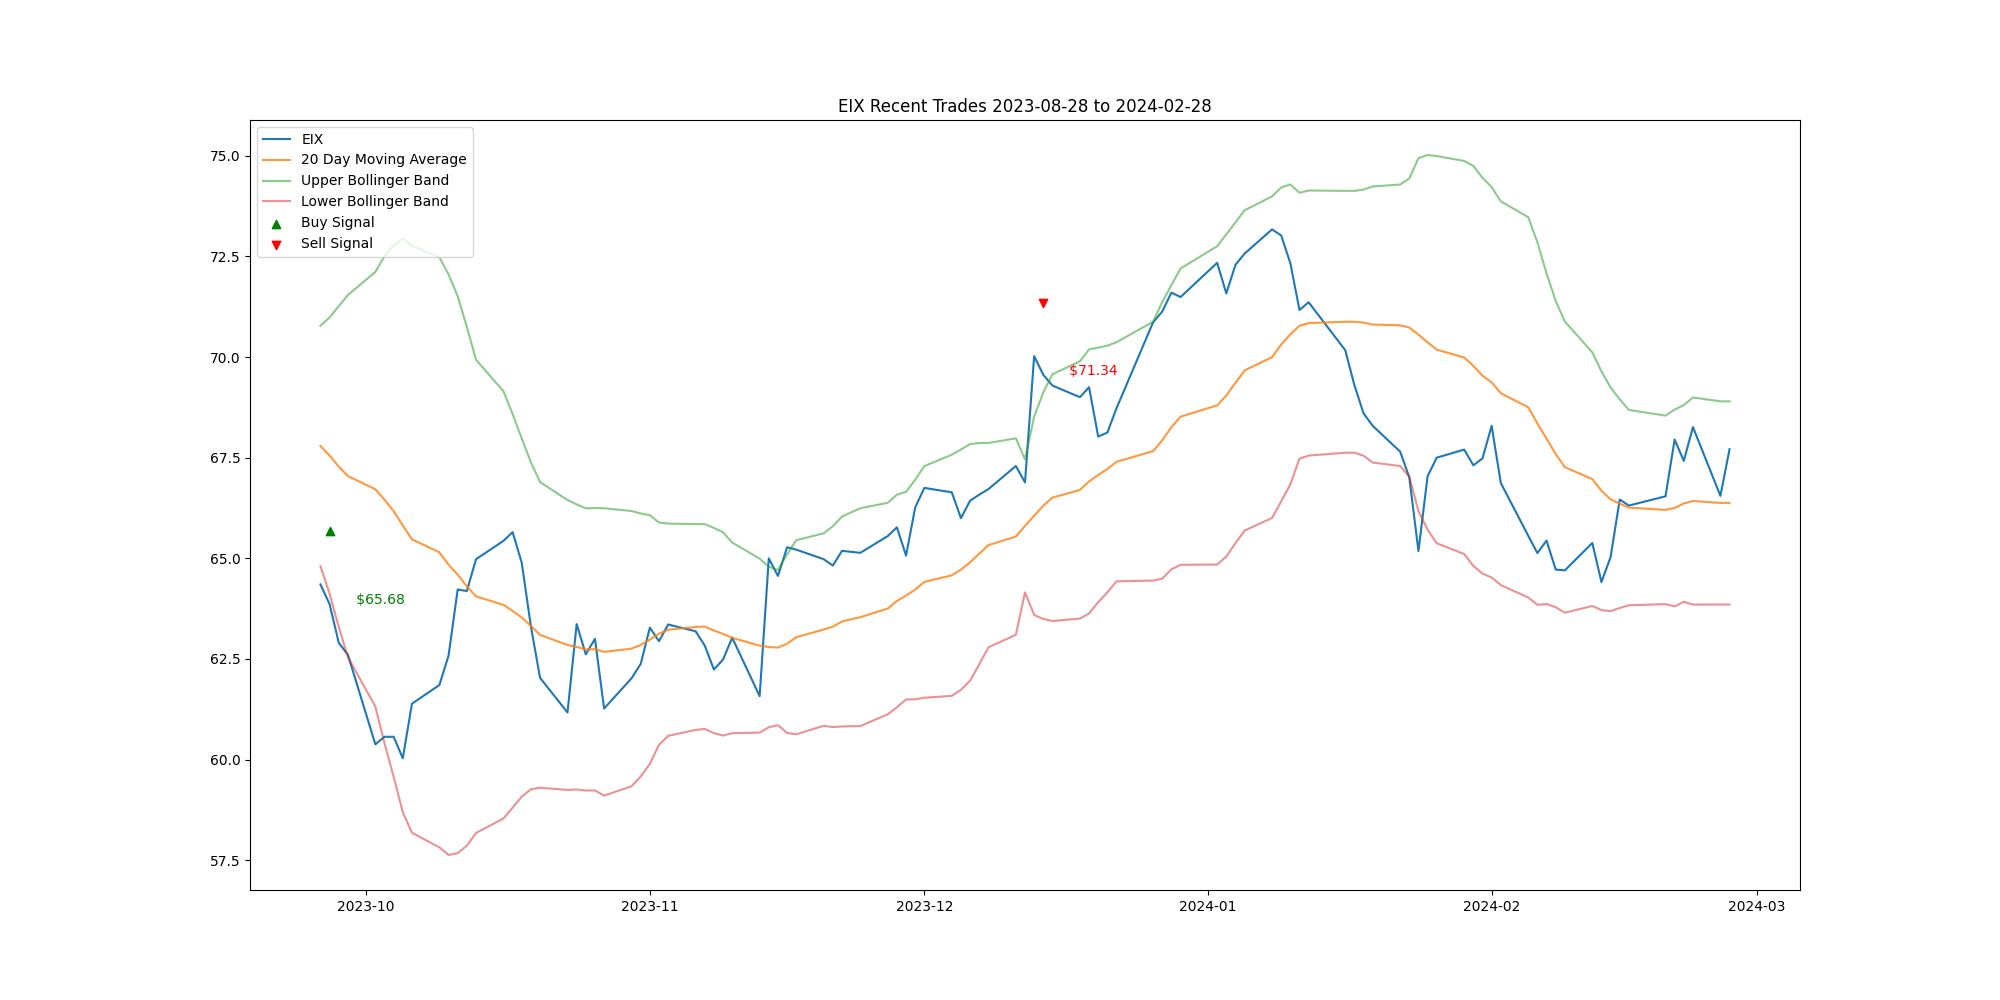 EIX Recent Trades 2023-08-28 to 2024-02-28
EIX
20 Day Moving Average
Upper Bollinger Band
Lower Bollinger Band
Buy Signal
Sell Signal
75.0
72.5
70.0
67.5
65.0
62.5
60.0
57.5
$71.34
$65.68
2023-10
2023-11
2023-12
2024-01
2024-02
2024-03